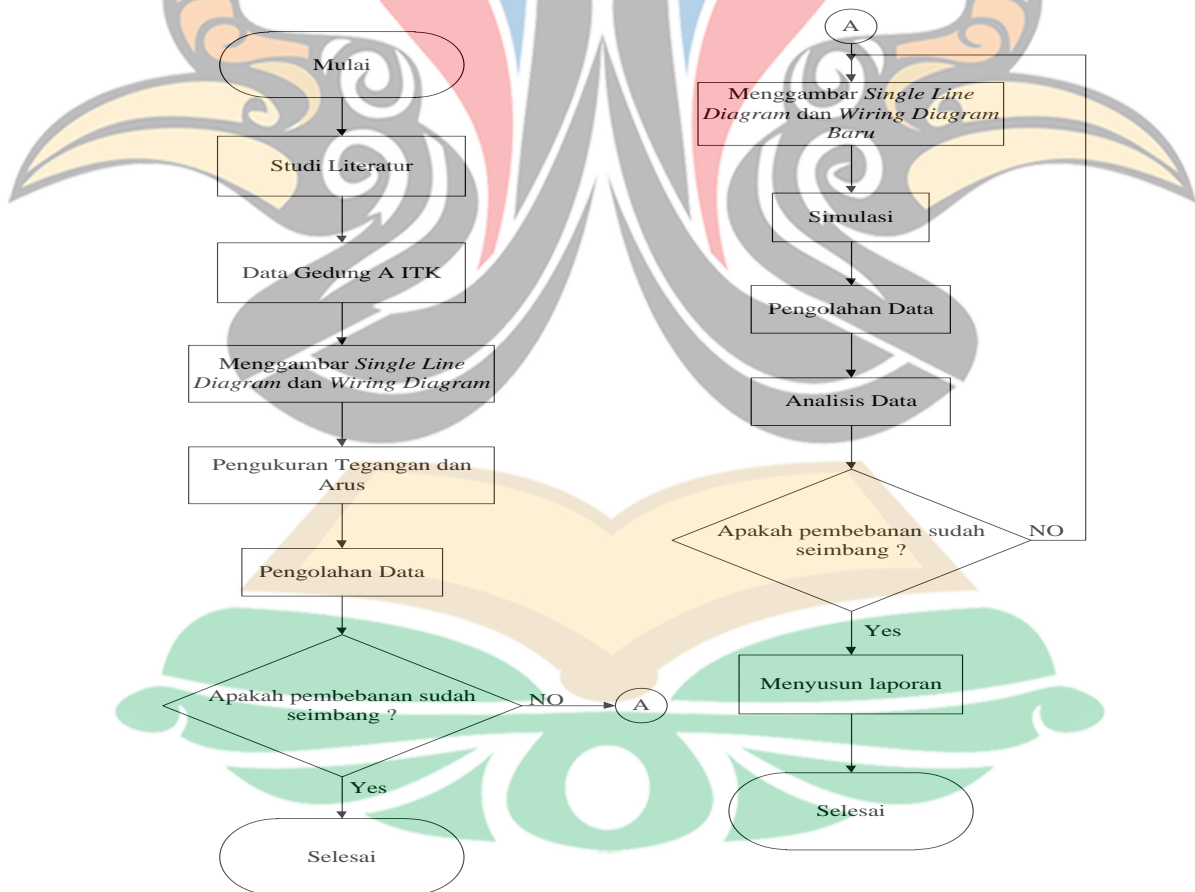 Mulai
Studi Literatur
Data Gedung A ITK
Menggambar Single Line
Diagram dan Wiring Diagram
Pengukuran Tegangan dan
Arus
Pengolahan Data
Apakah pembebanan sudah
seimbang ?
NO
A
Yes
Selesai
A
Menggambar Single Line
Diagram dan Wiring Diagram
Baru
Simulasi
Pengolahan Data
Analisis Data
Apakah pembebanan sudah
seimbang ?
NO
Yes
Menyusun laporan
Selesai